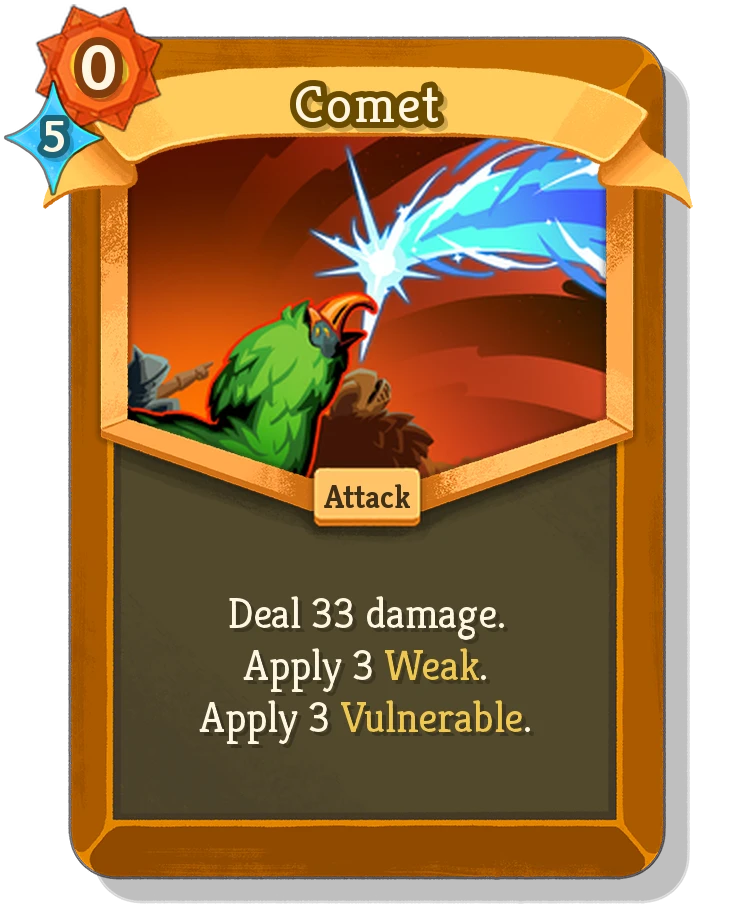 0
Comet
5
Attack
Deal 33 damage.
Apply 3 Weak.
Apply 3 Vulnerable.